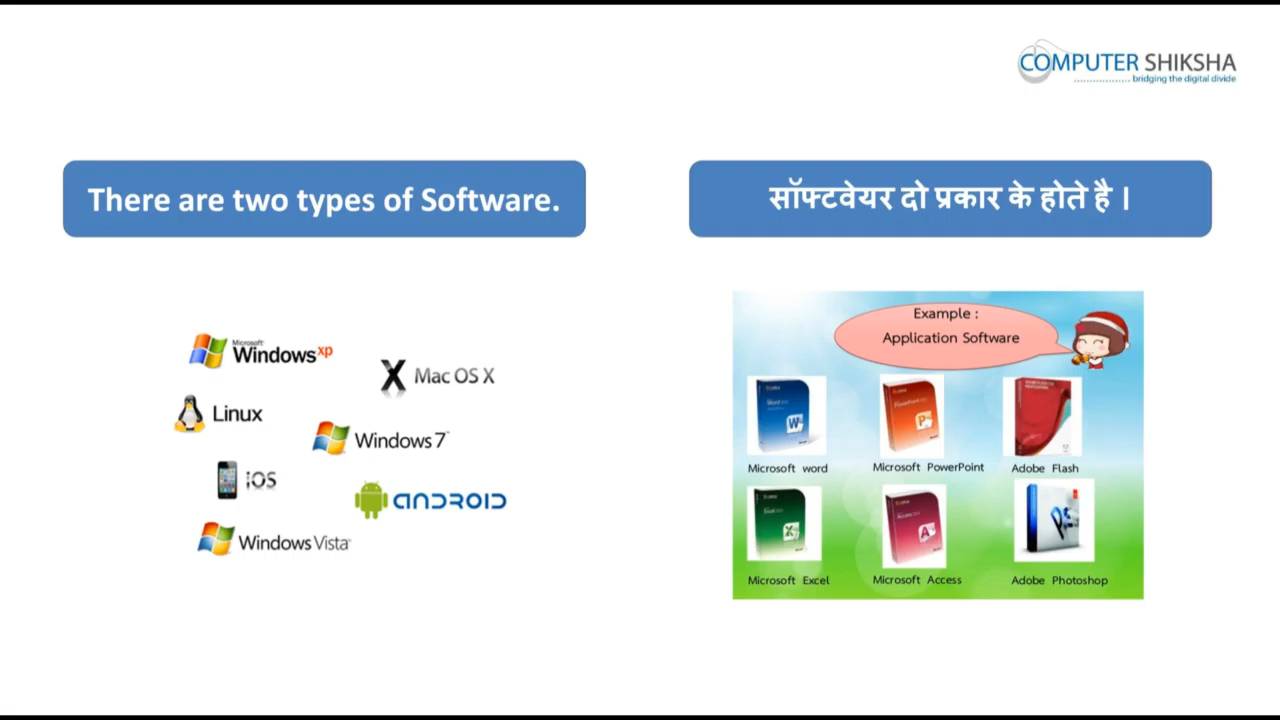 COMPUTER SHIKSHA
bridging the digital divide
There are two types of Software.
सॉफ्टवेयर दो प्रकार के होते है |
Microsoft
Windows xp
Mac OS X
Linux
Windows 7
iOS
ANDROID
Windows Vista
Example :
Application Software
Microsoft word
Microsoft PowerPoint
Adobe Flash
Microsoft Excel
Microsoft Access
Adobe Photoshop